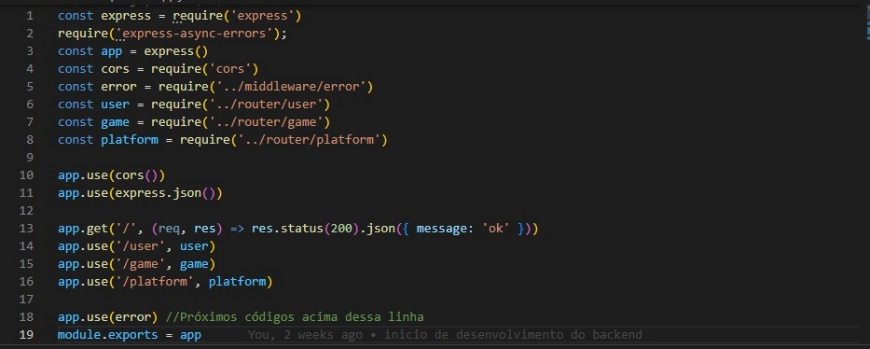 1 const express = require('express')
2 require('express-async-errors');
3 const app = express()
4 const cors = require('cors')
5 const error = require('../middleware/error')
6 const user = require('../router/user')
7 const game = require('../router/game')
8 const platform = require('../router/platform')
9
10 app.use(cors())
11 app.use(express.json())
12
13 app.get('/', (req, res) => res.status(200).json({ message: 'ok' }))
14 app.use('/user', user)
15 app.use('/game', game)
16 app.use('/platform', platform)
17
18 app.use(error) //Próximos códigos acima dessa linha
19 module.exports = app You, 2 weeks ago • inicio de desenvolvimento do backend